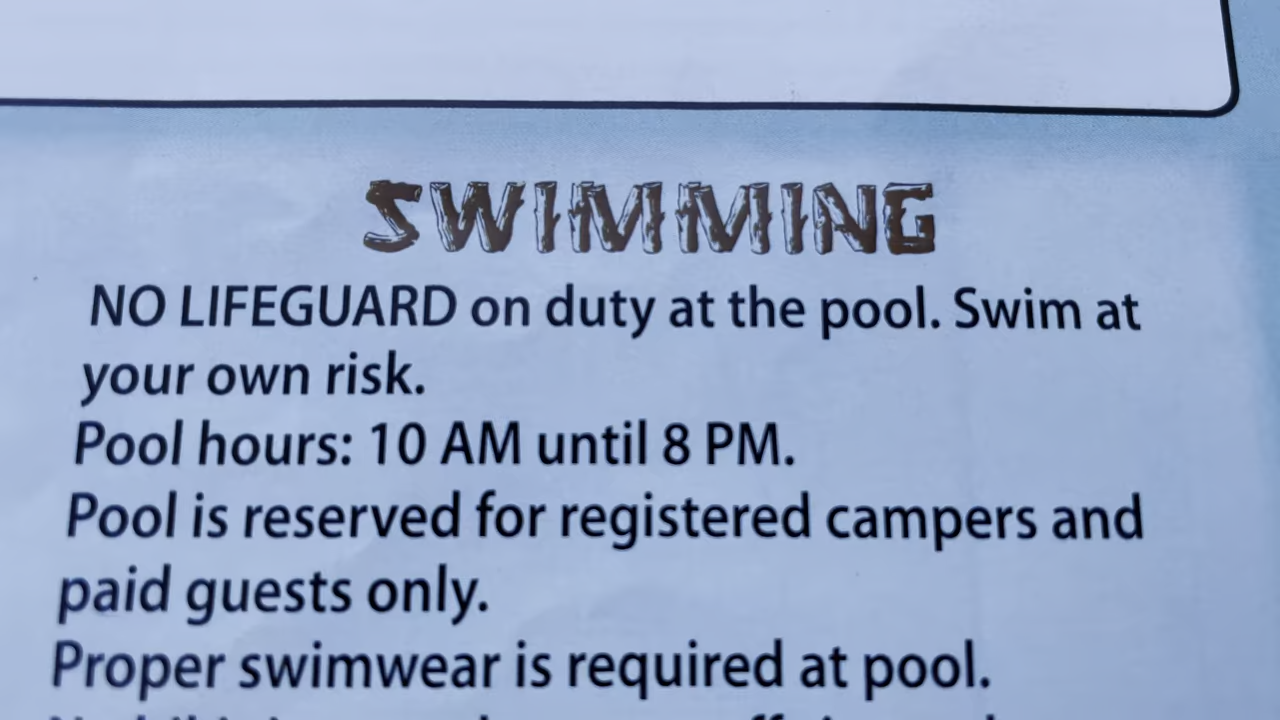 SWIMMING
NO LIFEGUARD on duty at the pool. Swim at
your own risk.
Pool hours: 10 AM until 8 PM.
Pool is reserved for registered campers and
paid guests only.
Proper swimwear is required at pool.